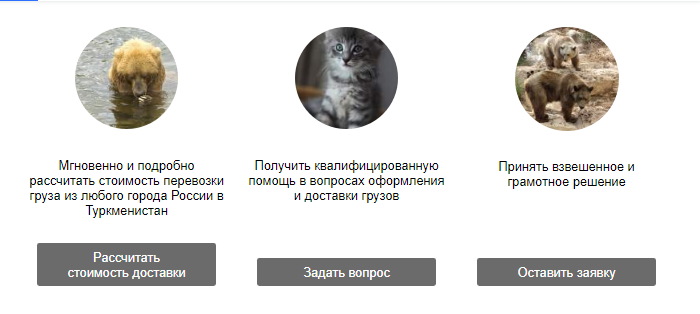 Мгновенно и подробно
рассчитать стоимость перевозки
груза из любого города России в
Туркменистан
Рассчитать
стоимость доставки
Получить квалифицированную
помощь в вопросах оформления
и доставки грузов
Задать вопрос
Принять взвешенное и
грамотное решение
Оставить заявку